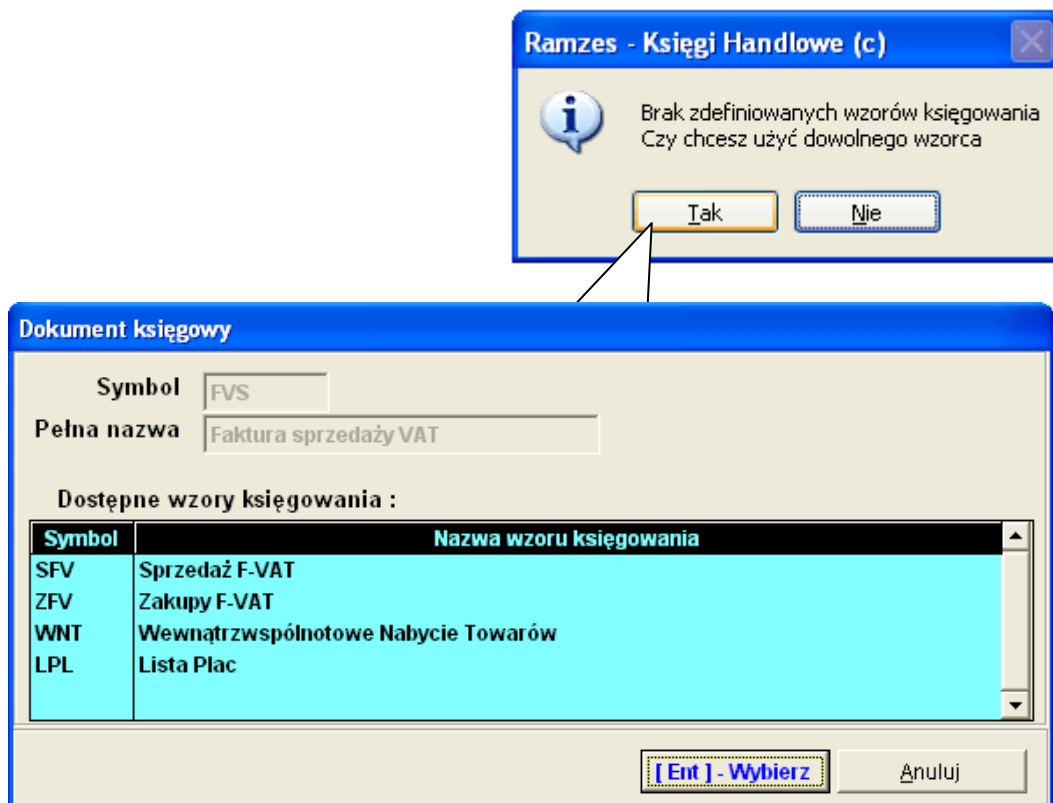 Ramzes - Księgi Handlowe (c)
Brak zdefiniowanych wzorów księgowania
Czy chcesz użyć dowolnego wzorca
Tak Nie
Dokument księgowy
Symbol FVS
Pełna nazwa Faktura sprzedaży VAT
Dostępne wzory księgowania :
Symbol Nazwa wzoru księgowania
SFV Sprzedaż F-VAT
ZFV Zakupy F-VAT
WNT Wewnątrzwspólnotowe Nabycie Towarów
LPL Lista Plac
[ Ent ] - Wybierz Anuluj